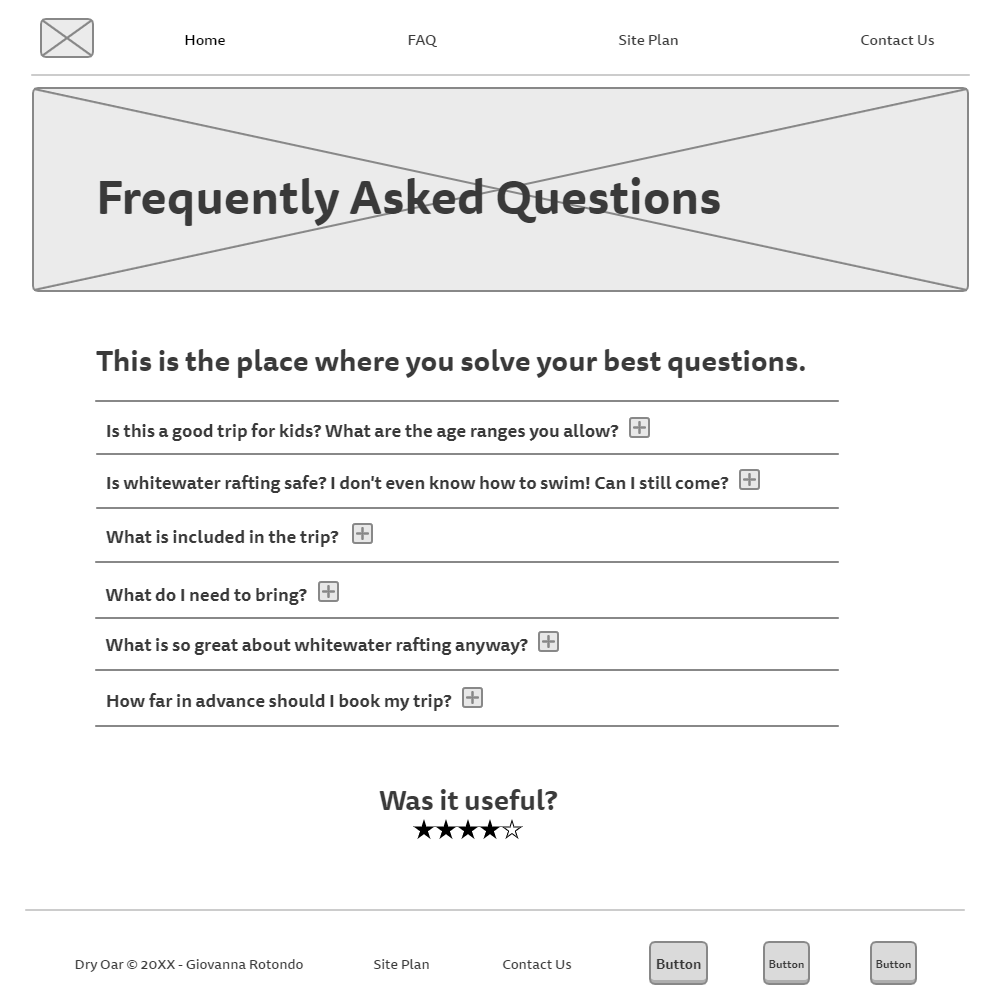 Home FAQ Site Plan Contact Us
Frequently Asked Questions
This is the place where you solve your best questions.
Is this a good trip for kids? What are the age ranges you allow?
Is whitewater rafting safe? I don't even know how to swim! Can I still come?
What is included in the trip?
What do I need to bring?
What is so great about whitewater rafting anyway?
How far in advance should I book my trip?
Was it useful?
★★★★☆
Dry Oar © 20XX - Giovanna Rotondo Site Plan Contact Us Button Button Button